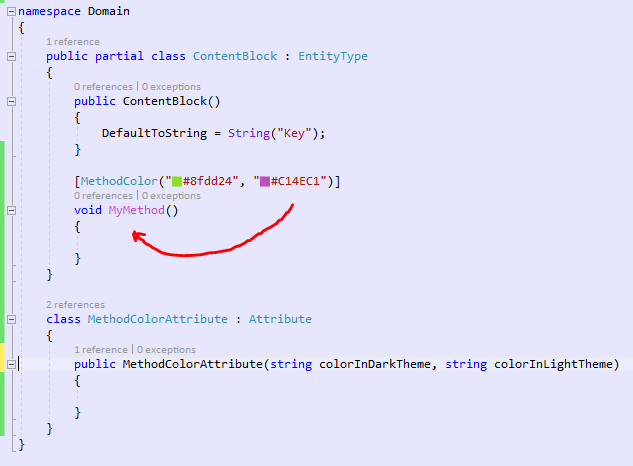 namespace Domain
{
1 reference
public partial class ContentBlock : EntityType
{
0 references | 0 exceptions
public ContentBlock()
{
DefaultToString = String("Key");
}
[MethodColor("#8fdd24", "#C14EC1")]
0 references | 0 exceptions
void MyMethod()
{
}
}
2 references
class MethodColorAttribute : Attribute
{
1 reference | 0 exceptions
public MethodColorAttribute(string colorInDarkTheme, string colorInLightTheme)
{
}
}
}